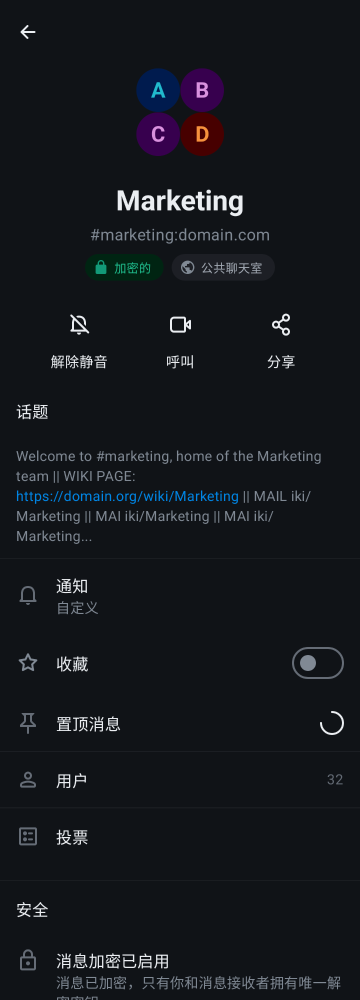 A B
C D
Marketing
#marketing:domain.com
加密的 公共聊天室
解除静音 呼叫 分享
话题
Welcome to #marketing, home of the Marketing
team || WIKI PAGE:
https://domain.org/wiki/Marketing || MAIL iki/
Marketing || MAI iki/Marketing || MAI iki/
Marketing...
通知
自定义
收藏
置顶消息
用户 32
投票
安全
消息加密已启用
消息已加密，只有你和消息接收者拥有唯一解